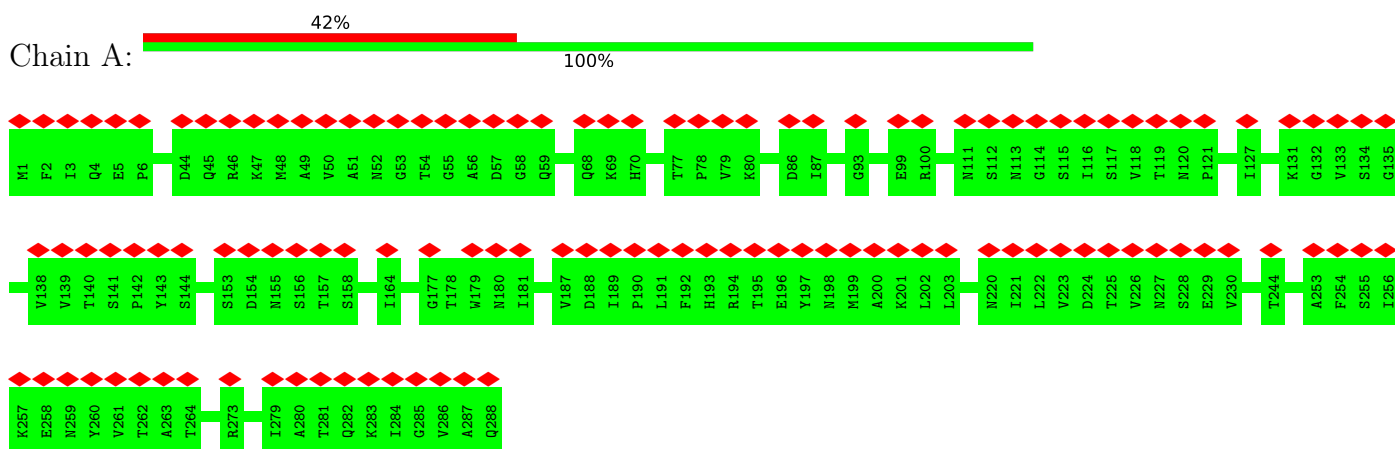 42%
Chain A:
100%
M1 F2 I3 Q4 E5 P6 D44 Q45 R46 K47 M48 A49 V50 A51 N52 G53 T54 G55 A56 D57 G58 Q59 Q68 K69 H70 T77 P78 V79 K80 D86 I87 G93 E99 R100 N111 S112 N113 G114 S115 I116 S117 V118 T119 N120 P121 I127 K131 G132 V133 S134 G135
V138 V139 T140 S141 P142 Y143 S144 S153 D154 N155 S156 T157 S158 I164 G177 T178 W179 N180 I181 V187 D188 I189 P190 L191 F192 H193 R194 T195 E196 Y197 N198 M199 A200 K201 L202 L203 N220 I221 L222 V223 D224 T225 V226 N227 S228 E229 V230 T244 A253 F254 S255 I256
K257 E258 N259 Y260 V261 T262 A263 T264 R273 I279 A280 T281 Q282 K283 I284 G285 V286 A287 Q288